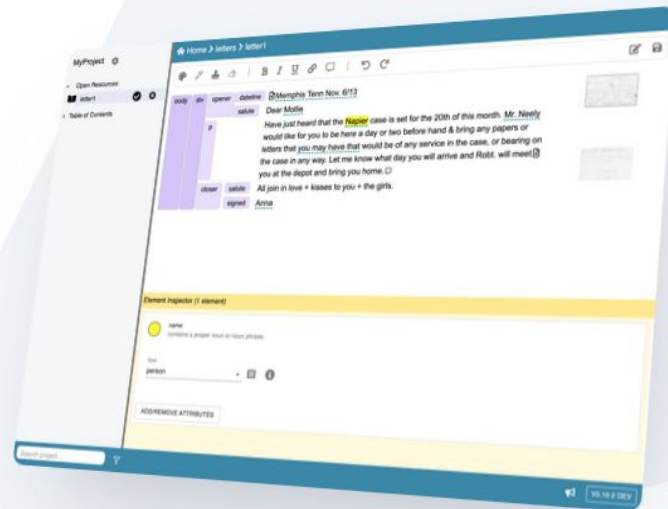 MyProject
Open Resources
letter1
Table of Contents
Home > letters > letter1
B I U
body div opener dateline Memphis Tenn Nov. 6/13
salute Dear Mollie
p Have just heard that the Napier case is set for the 20th of this month. Mr. Neely
would like for you to be here a day or two before hand & bring any papers or
letters that you may have that would be of any service in the case, or bearing on
the case in any way. Let me know what day you will arrive and Robt. will meet
you at the depot and bring you home.
closer salute All join in love + kisses to you + the girls.
signed Anna
Element Inspector (1 element)
name
contains a proper noun or noun phrase.
person
ADD/REMOVE ATTRIBUTES
Search project...
V0.10.0 DEV